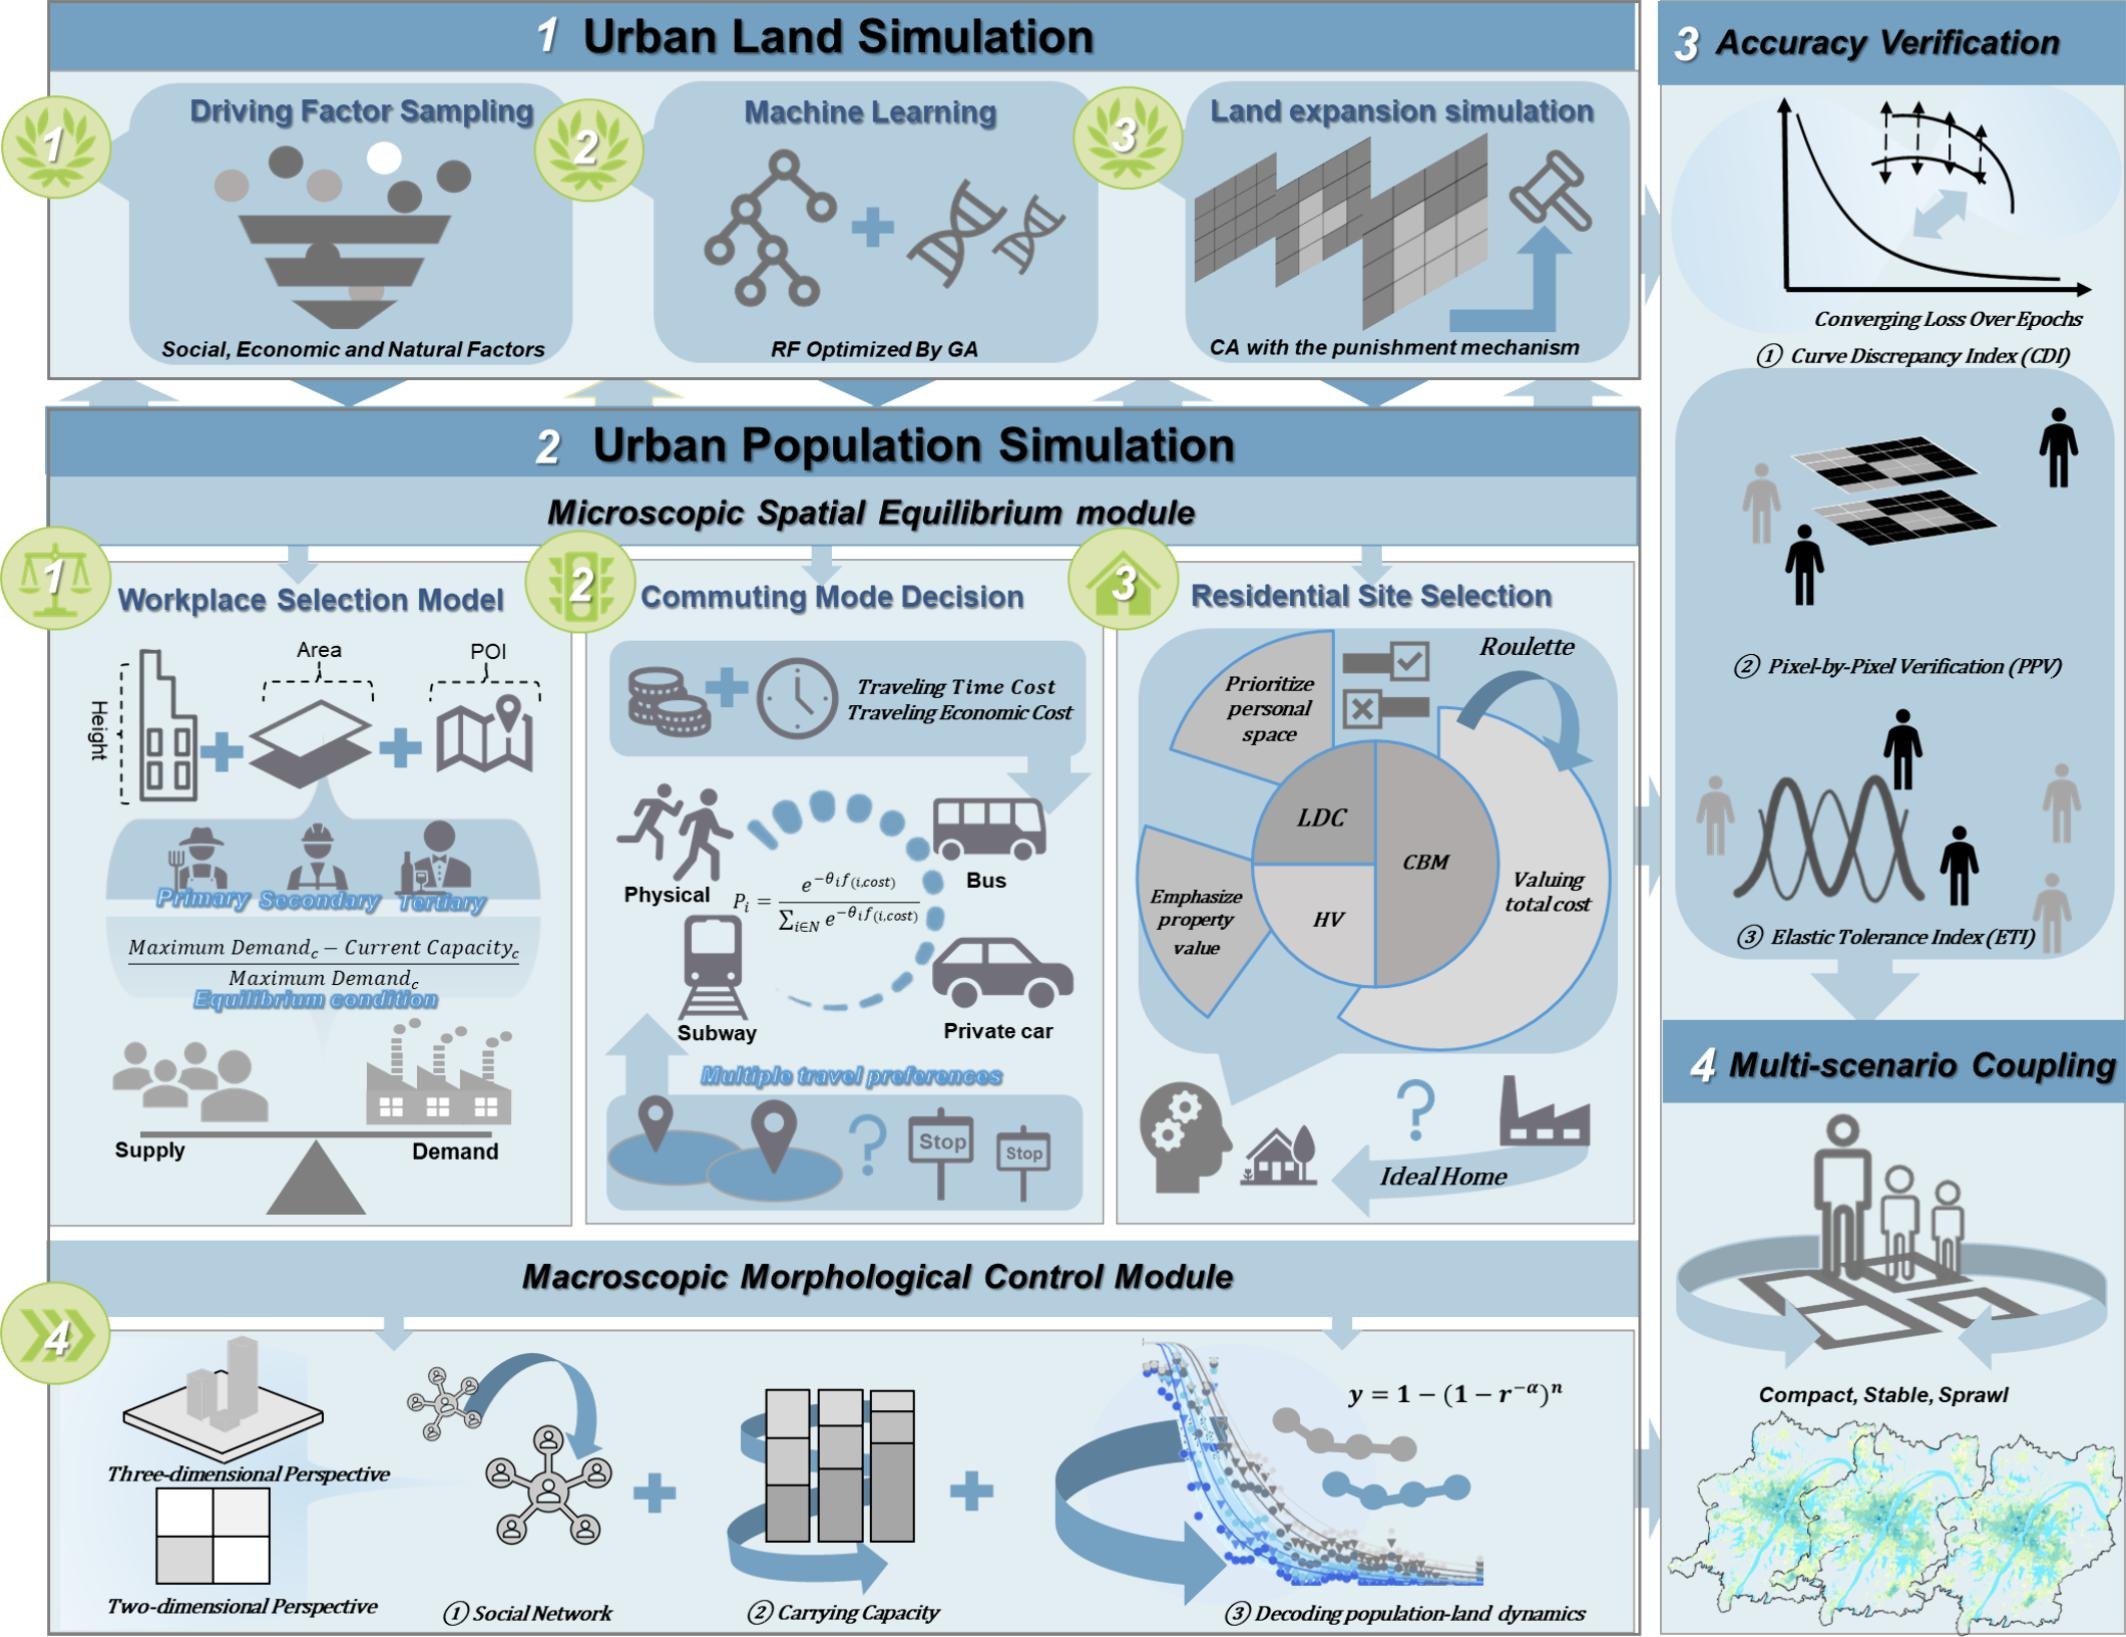 1 Urban Land Simulation
1
Driving Factor Sampling
Social, Economic and Natural Factors
2
Machine Learning
RF Optimized By GA
3
Land expansion simulation
CA with the punishment mechanism
2 Urban Population Simulation
Microscopic Spatial Equilibrium module
1
Workplace Selection Model
Height
Area
POI
Primary Secondary Tertiary
Maximum Demand_c − Current Capacity_c
Maximum Demand_c
Equilibrium condition
Supply
Demand
2
Commuting Mode Decision
Traveling Time Cost
Traveling Economic Cost
Physical
Bus
P_i = e^{−θ_i f_{(i,cost)}} / ∑_{i∈N} e^{−θ_i f_{(i,cost)}}
Subway
Private car
Multiple travel preferences
?
Stop
Stop
3
Residential Site Selection
Roulette
Prioritize
personal
space
LDC
CBM
HV
Emphasize
property
value
Valuing
total cost
?
Ideal Home
Macroscopic Morphological Control Module
4
Three-dimensional Perspective
Two-dimensional Perspective
① Social Network
② Carrying Capacity
y = 1 − (1 − r^{−α})^n
③ Decoding population-land dynamics
3 Accuracy Verification
Converging Loss Over Epochs
① Curve Discrepancy Index (CDI)
② Pixel-by-Pixel Verification (PPV)
③ Elastic Tolerance Index (ETI)
4 Multi-scenario Coupling
Compact, Stable, Sprawl